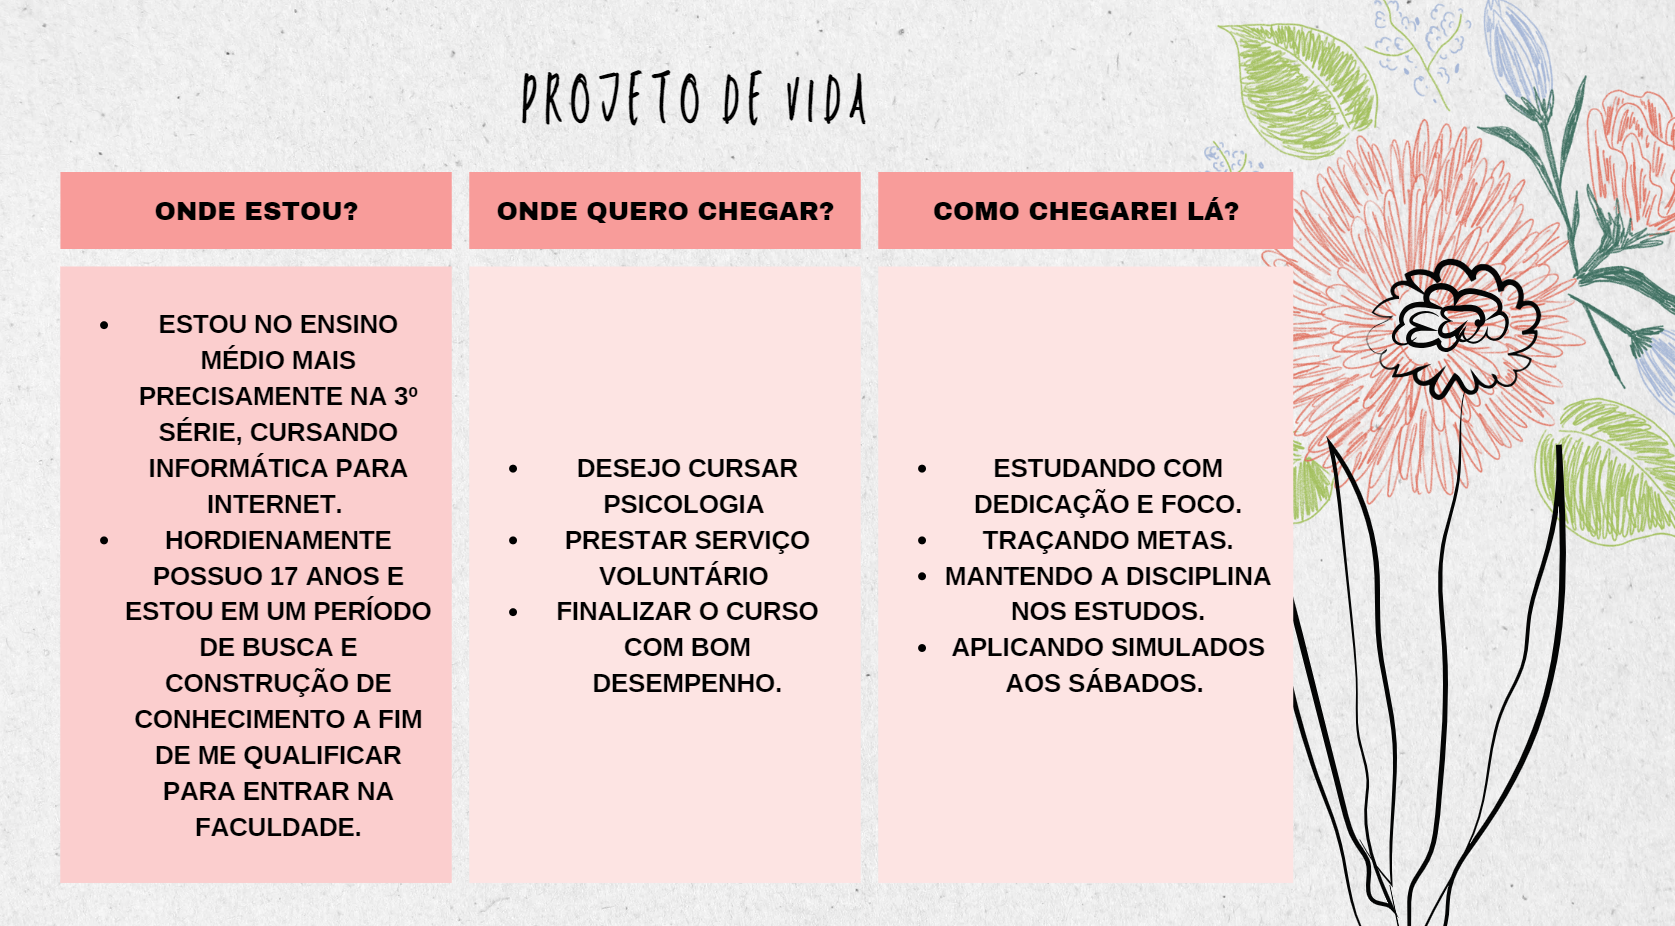 PROJETO DE VIDA
ONDE ESTOU?
• ESTOU NO ENSINO
MÉDIO MAIS
PRECISAMENTE NA 3º
SÉRIE, CURSANDO
INFORMÁTICA PARA
INTERNET.
• HORDIENAMENTE
POSSUO 17 ANOS E
ESTOU EM UM PERÍODO
DE BUSCA E
CONSTRUÇÃO DE
CONHECIMENTO A FIM
DE ME QUALIFICAR
PARA ENTRAR NA
FACULDADE.
ONDE QUERO CHEGAR?
• DESEJO CURSAR
PSICOLOGIA
• PRESTAR SERVIÇO
VOLUNTÁRIO
• FINALIZAR O CURSO
COM BOM
DESEMPENHO.
COMO CHEGAREI LÁ?
• ESTUDANDO COM
DEDICAÇÃO E FOCO.
• TRAÇANDO METAS.
• MANTENDO A DISCIPLINA
NOS ESTUDOS.
• APLICANDO SIMULADOS
AOS SÁBADOS.